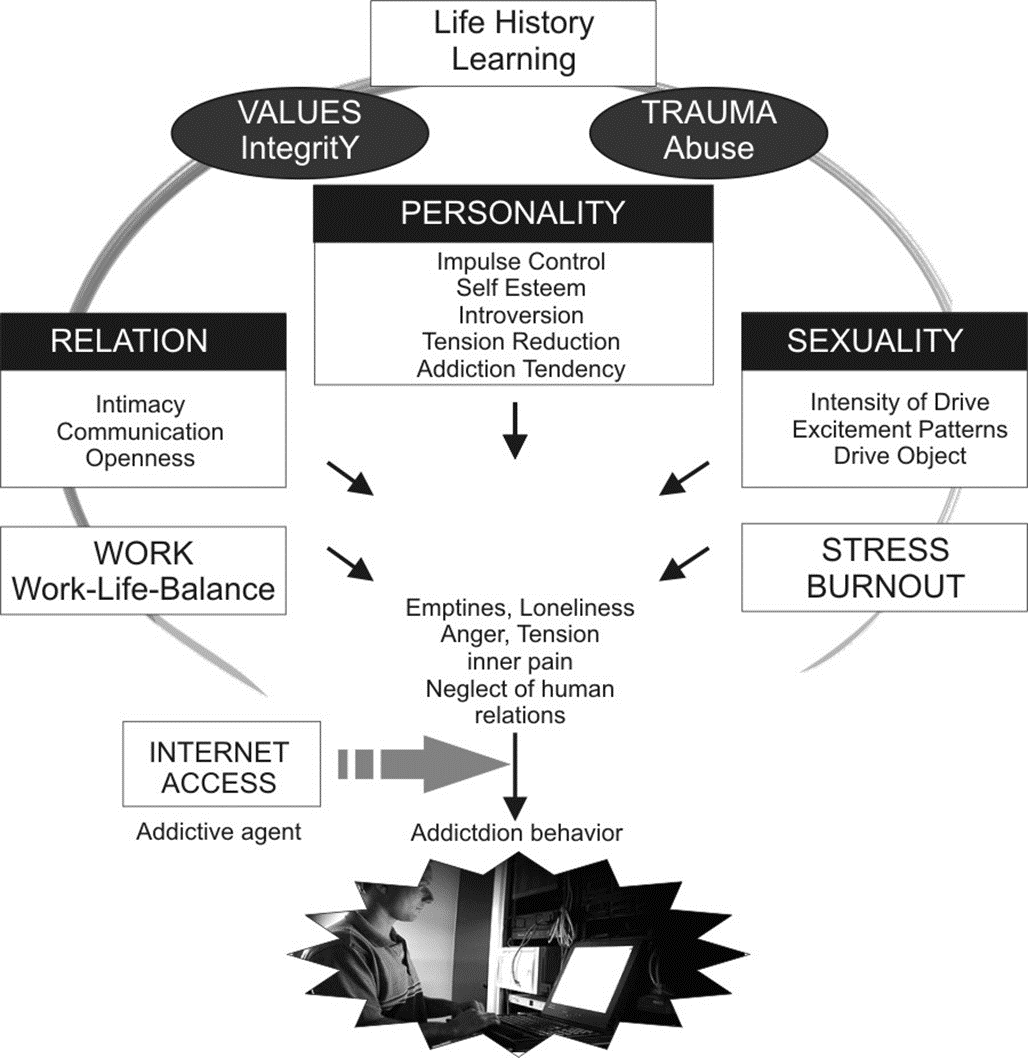 Life History
Learning
VALUES
IntegritY
TRAUMA
Abuse
PERSONALITY
Impulse Control
Self Esteem
Introversion
Tension Reduction
Addiction Tendency
RELATION
Intimacy
Communication
Openness
SEXUALITY
Intensity of Drive
Excitement Patterns
Drive Object
WORK
Work-Life-Balance
STRESS
BURNOUT
Emptines, Loneliness
Anger, Tension
inner pain
Neglect of human
relations
INTERNET
ACCESS
Addictive agent
Addictdion behavior